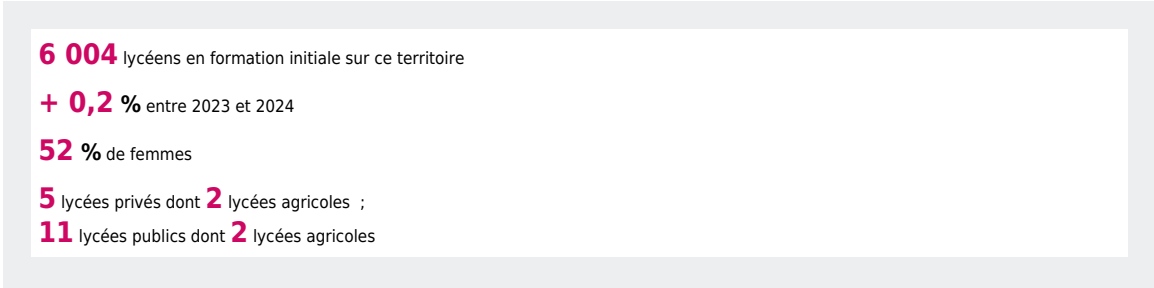 6 004 lycéens en formation initiale sur ce territoire
+ 0,2 % entre 2023 et 2024
52 % de femmes
5 lycées privés dont 2 lycées agricoles ;
11 lycées publics dont 2 lycées agricoles